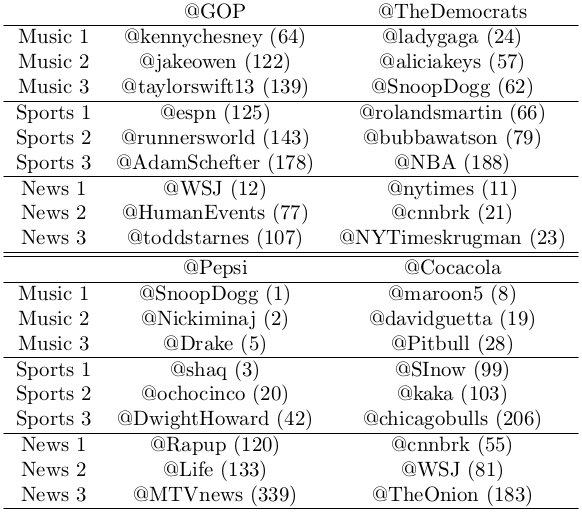 @GOP @TheDemocrats
Music 1 @kennychesney (64) @ladygaga (24)
Music 2 @jakeowen (122) @aliciakeys (57)
Music 3 @taylorswift13 (139) @SnoopDogg (62)
Sports 1 @espn (125) @rolandsmartin (66)
Sports 2 @runnersworld (143) @bubbawatson (79)
Sports 3 @AdamSchefter (178) @NBA (188)
News 1 @WSJ (12) @nytimes (11)
News 2 @HumanEvents (77) @cnnbrk (21)
News 3 @toddstarnes (107) @NYTimeskrugman (23)
@Pepsi @Cocacola
Music 1 @SnoopDogg (1) @maroon5 (8)
Music 2 @Nickiminaj (2) @davidguetta (19)
Music 3 @Drake (5) @Pitbull (28)
Sports 1 @shaq (3) @SInow (99)
Sports 2 @ochocinco (20) @kaka (103)
Sports 3 @DwightHoward (42) @chicagobulls (206)
News 1 @Rapup (120) @cnnbrk (55)
News 2 @Life (133) @WSJ (81)
News 3 @MTVnews (339) @TheOnion (183)